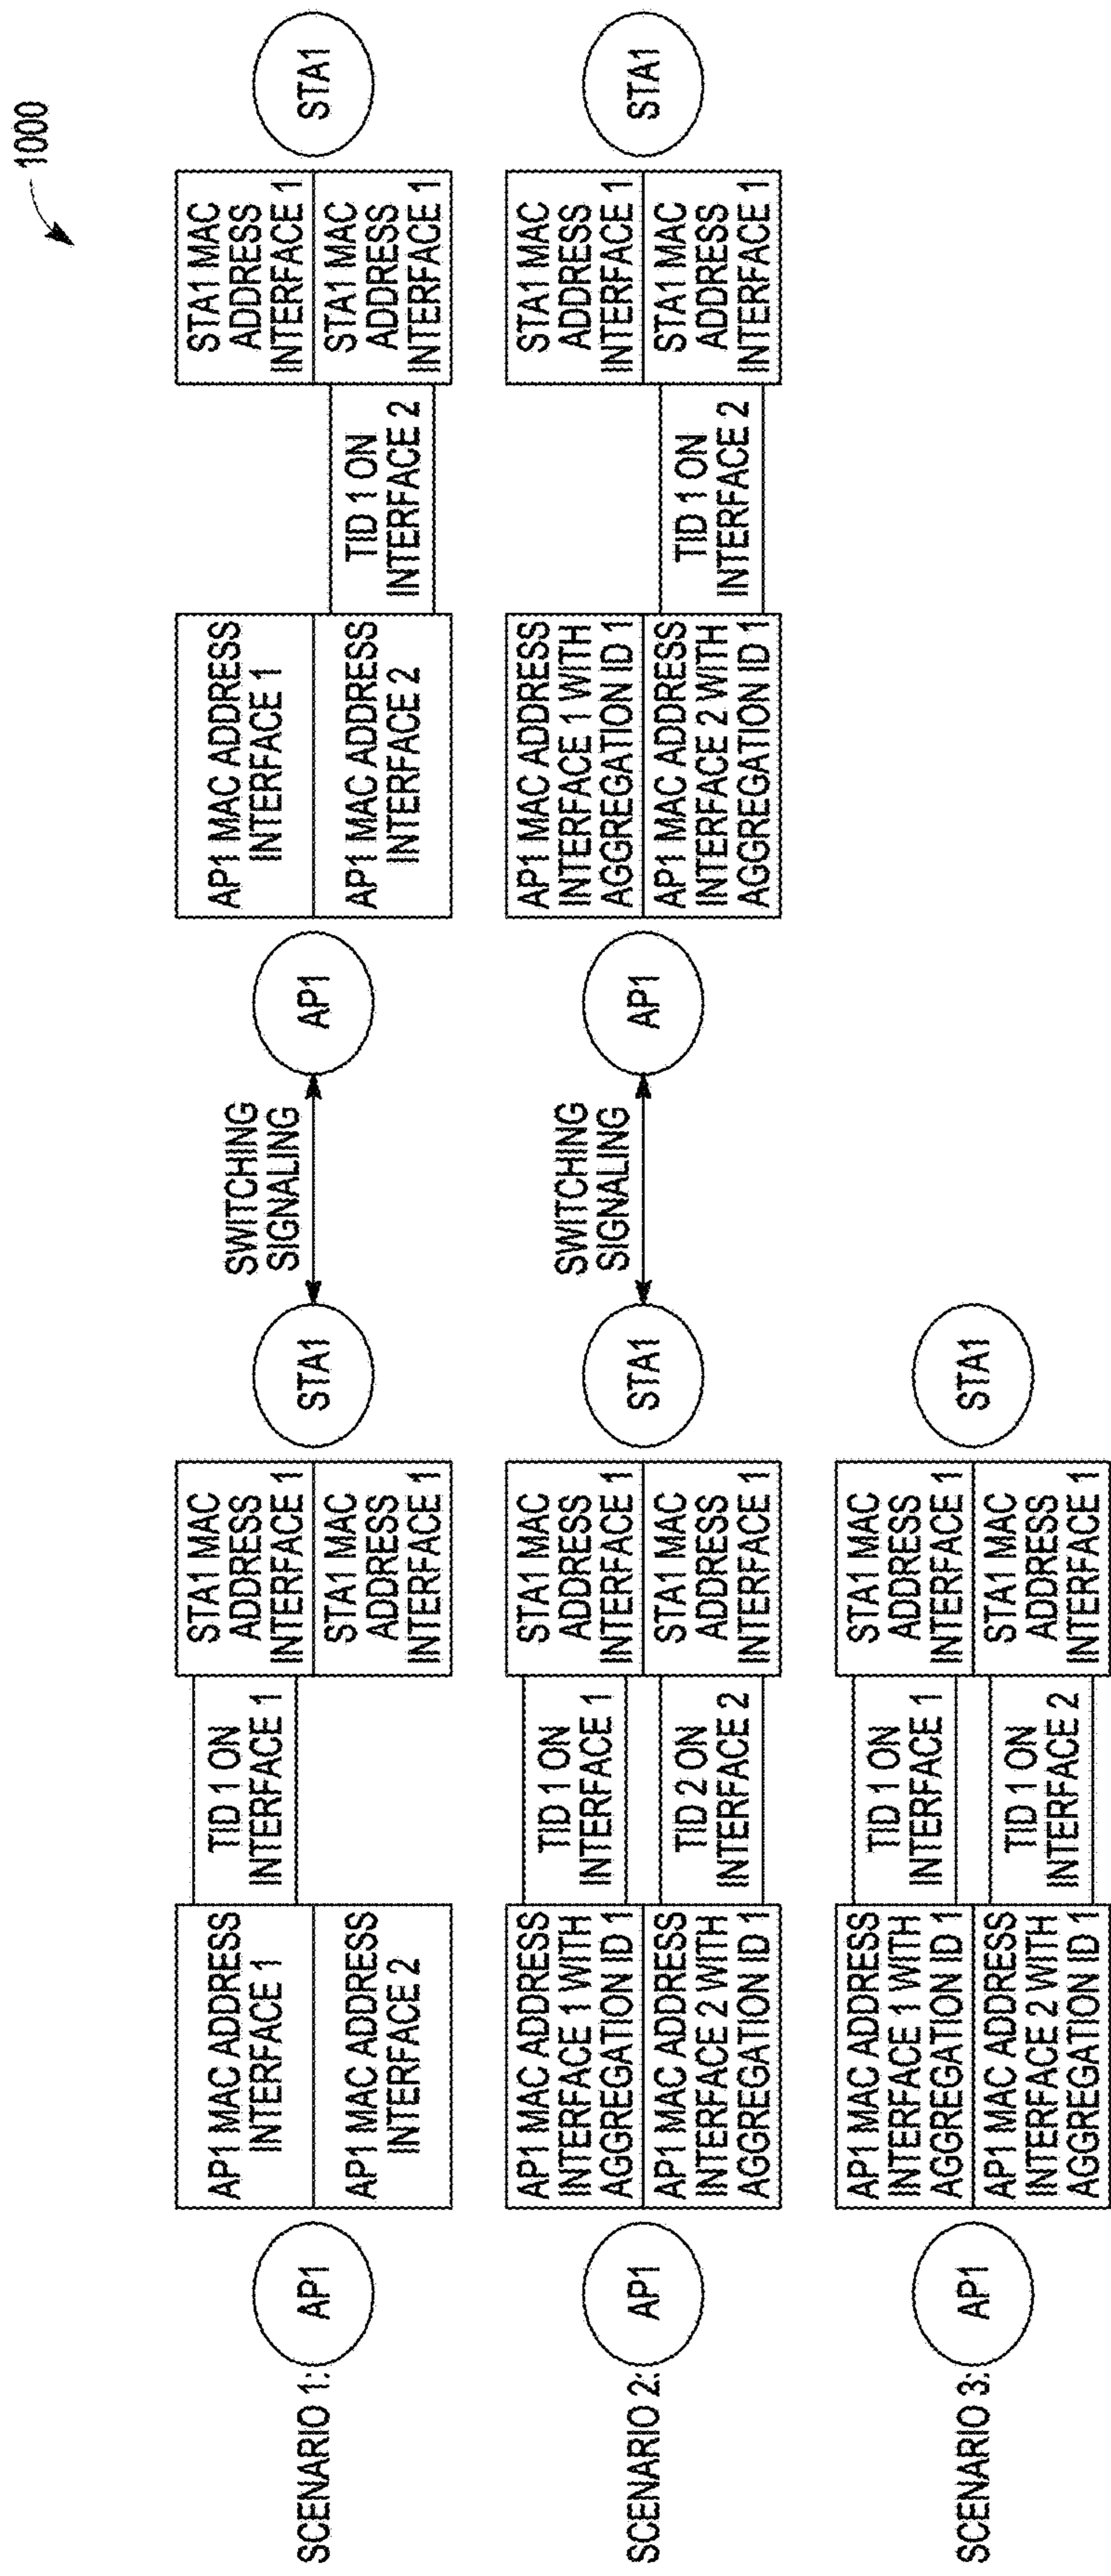 1000
SCENARIO 1:
AP1
AP1 MAC ADDRESS
INTERFACE 1
AP1 MAC ADDRESS
INTERFACE 2
TID 1 ON
INTERFACE 1
STA1 MAC
ADDRESS
INTERFACE 1
STA1 MAC
ADDRESS
INTERFACE 1
STA1
SWITCHING
SIGNALING
AP1
AP1 MAC ADDRESS
INTERFACE 1
AP1 MAC ADDRESS
INTERFACE 2
TID 1 ON
INTERFACE 2
STA1 MAC
ADDRESS
INTERFACE 1
STA1 MAC
ADDRESS
INTERFACE 1
STA1
SCENARIO 2:
AP1
AP1 MAC ADDRESS
INTERFACE 1 WITH
AGGREGATION ID 1
AP1 MAC ADDRESS
INTERFACE 2 WITH
AGGREGATION ID 1
TID 1 ON
INTERFACE 1
TID 2 ON
INTERFACE 2
STA1 MAC
ADDRESS
INTERFACE 1
STA1 MAC
ADDRESS
INTERFACE 1
STA1
SWITCHING
SIGNALING
AP1
AP1 MAC ADDRESS
INTERFACE 1 WITH
AGGREGATION ID 1
AP1 MAC ADDRESS
INTERFACE 2 WITH
AGGREGATION ID 1
TID 1 ON
INTERFACE 2
STA1 MAC
ADDRESS
INTERFACE 1
STA1 MAC
ADDRESS
INTERFACE 1
STA1
SCENARIO 3:
AP1
AP1 MAC ADDRESS
INTERFACE 1 WITH
AGGREGATION ID 1
AP1 MAC ADDRESS
INTERFACE 2 WITH
AGGREGATION ID 1
TID 1 ON
INTERFACE 1
TID 1 ON
INTERFACE 2
STA1 MAC
ADDRESS
INTERFACE 1
STA1 MAC
ADDRESS
INTERFACE 1
STA1